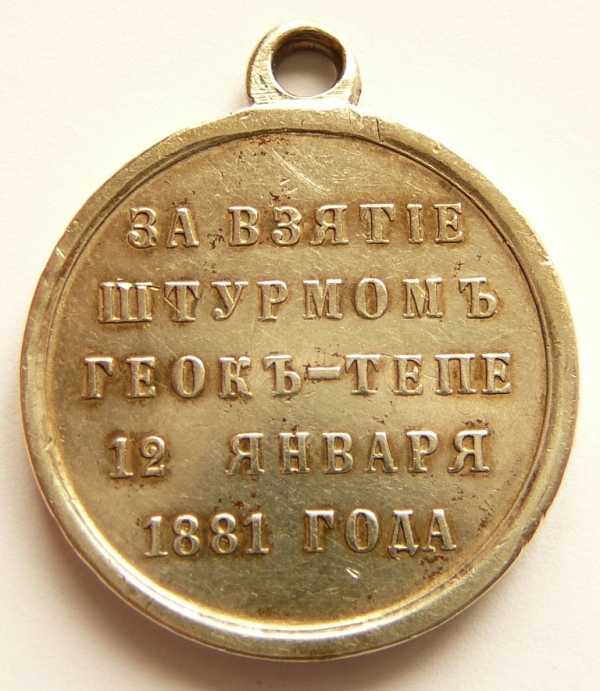 ЗА ВЗЯТІЕ
ШТУРМОМЪ
ГЕОКЪ-ТЕПЕ
12 ЯНВАРЯ
1881 ГОДА